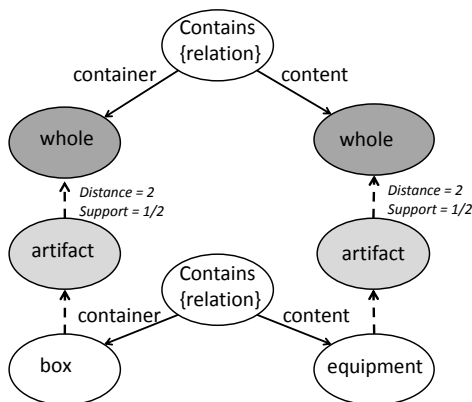 Contains
{relation}
container
content
whole
whole
Distance = 2
Support = 1/2
Distance = 2
Support = 1/2
artifact
artifact
Contains
{relation}
container
content
box
equipment